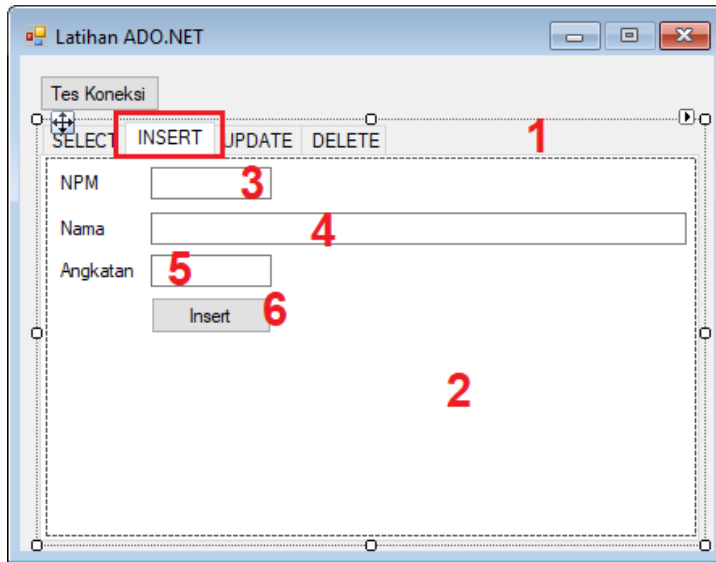 Latihan ADO.NET
Tes Koneksi
SELECT INSERT UPDATE DELETE 1
NPM 3
Nama 4
Angkatan 5
Insert 6
2